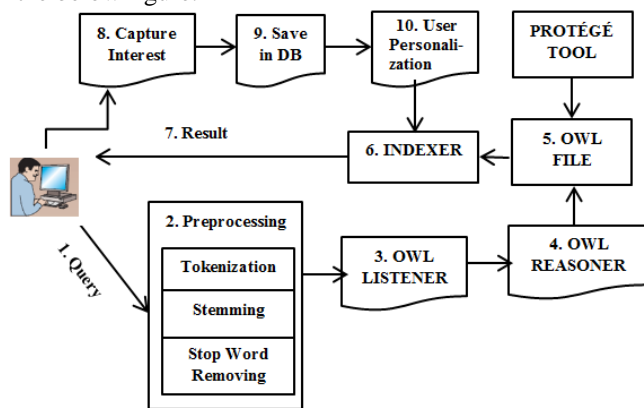 8. Capture
Interest
9. Save
in DB
10. User
Personali-
zation
PROTÉGÉ
TOOL
7. Result
6. INDEXER
5. OWL
FILE
1. Query
2. Preprocessing
Tokenization
Stemming
Stop Word
Removing
3. OWL
LISTENER
4. OWL
REASONER